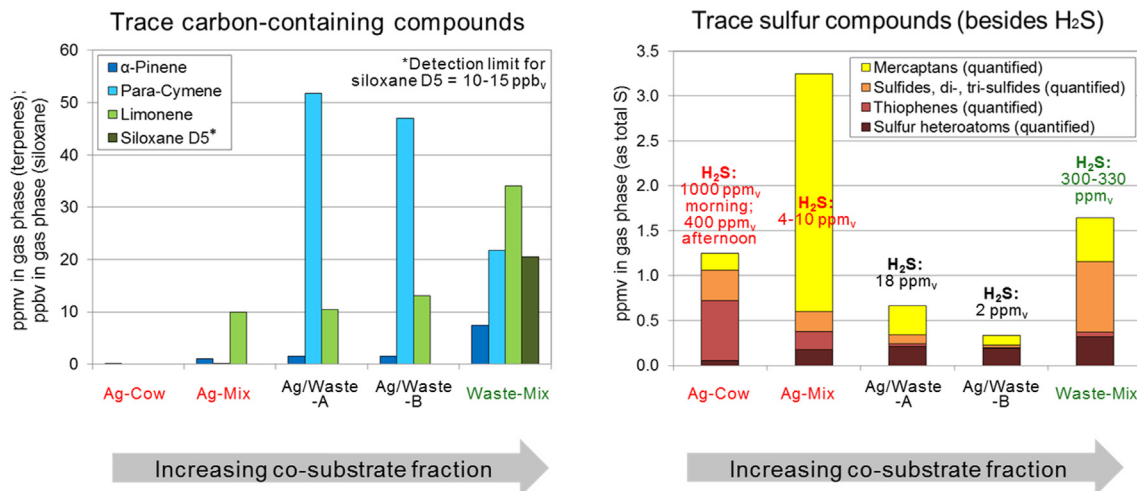 Trace carbon-containing compounds
ppmv in gas phase (terpenes);
ppbv in gas phase (siloxane)
60
50
40
30
20
10
0
α-Pinene
Para-Cymene
Limonene
Siloxane D5*
*Detection limit for
siloxane D5 = 10-15 ppbv
Ag-Cow
Ag-Mix
Ag/Waste
-A
Ag/Waste
-B
Waste-Mix
Increasing co-substrate fraction
Trace sulfur compounds (besides H₂S)
ppmv in gas phase (as total S)
3.5
3.0
2.5
2.0
1.5
1.0
0.5
0.0
Mercaptans (quantified)
Sulfides, di-, tri-sulfides (quantified)
Thiophenes (quantified)
Sulfur heteroatoms (quantified)
H₂S:
1000 ppmv
morning;
400 ppmv
afternoon
H₂S:
4-10 ppmv
H₂S:
18 ppmv
H₂S:
2 ppmv
H₂S:
300-330
ppmv
Ag-Cow
Ag-Mix
Ag/Waste
-A
Ag/Waste
-B
Waste-Mix
Increasing co-substrate fraction